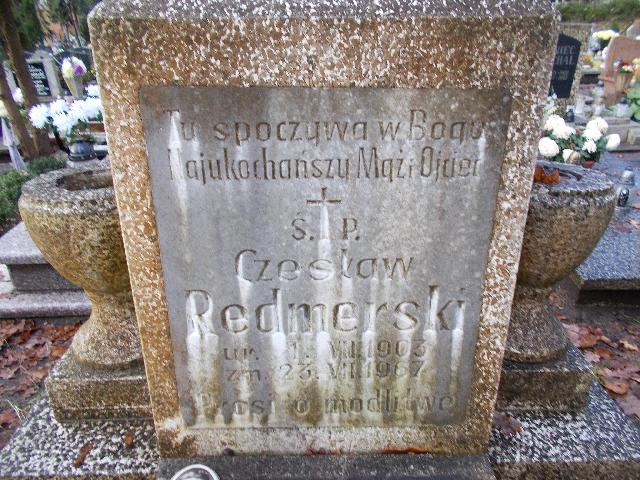 Tu spoczywa w Bogu
Najukochańszy Mąż i Ojciec
Ś. P.
Czesław
Redmerski
ur. 1. VII. 1903
zm. 23. VII. 1967
Prosi o modlitwę